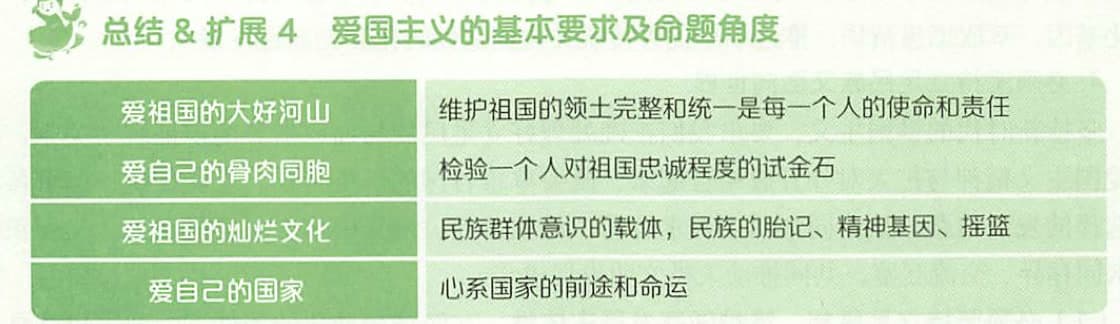 总结 & 扩展 4 爱国主义的基本要求及命题角度
爱祖国的大好河山 维护祖国的领土完整和统一是每一个人的使命和责任
爱自己的骨肉同胞 检验一个人对祖国忠诚程度的试金石
爱祖国的灿烂文化 民族群体意识的载体，民族的胎记、精神基因、摇篮
爱自己的国家 心系国家的前途和命运